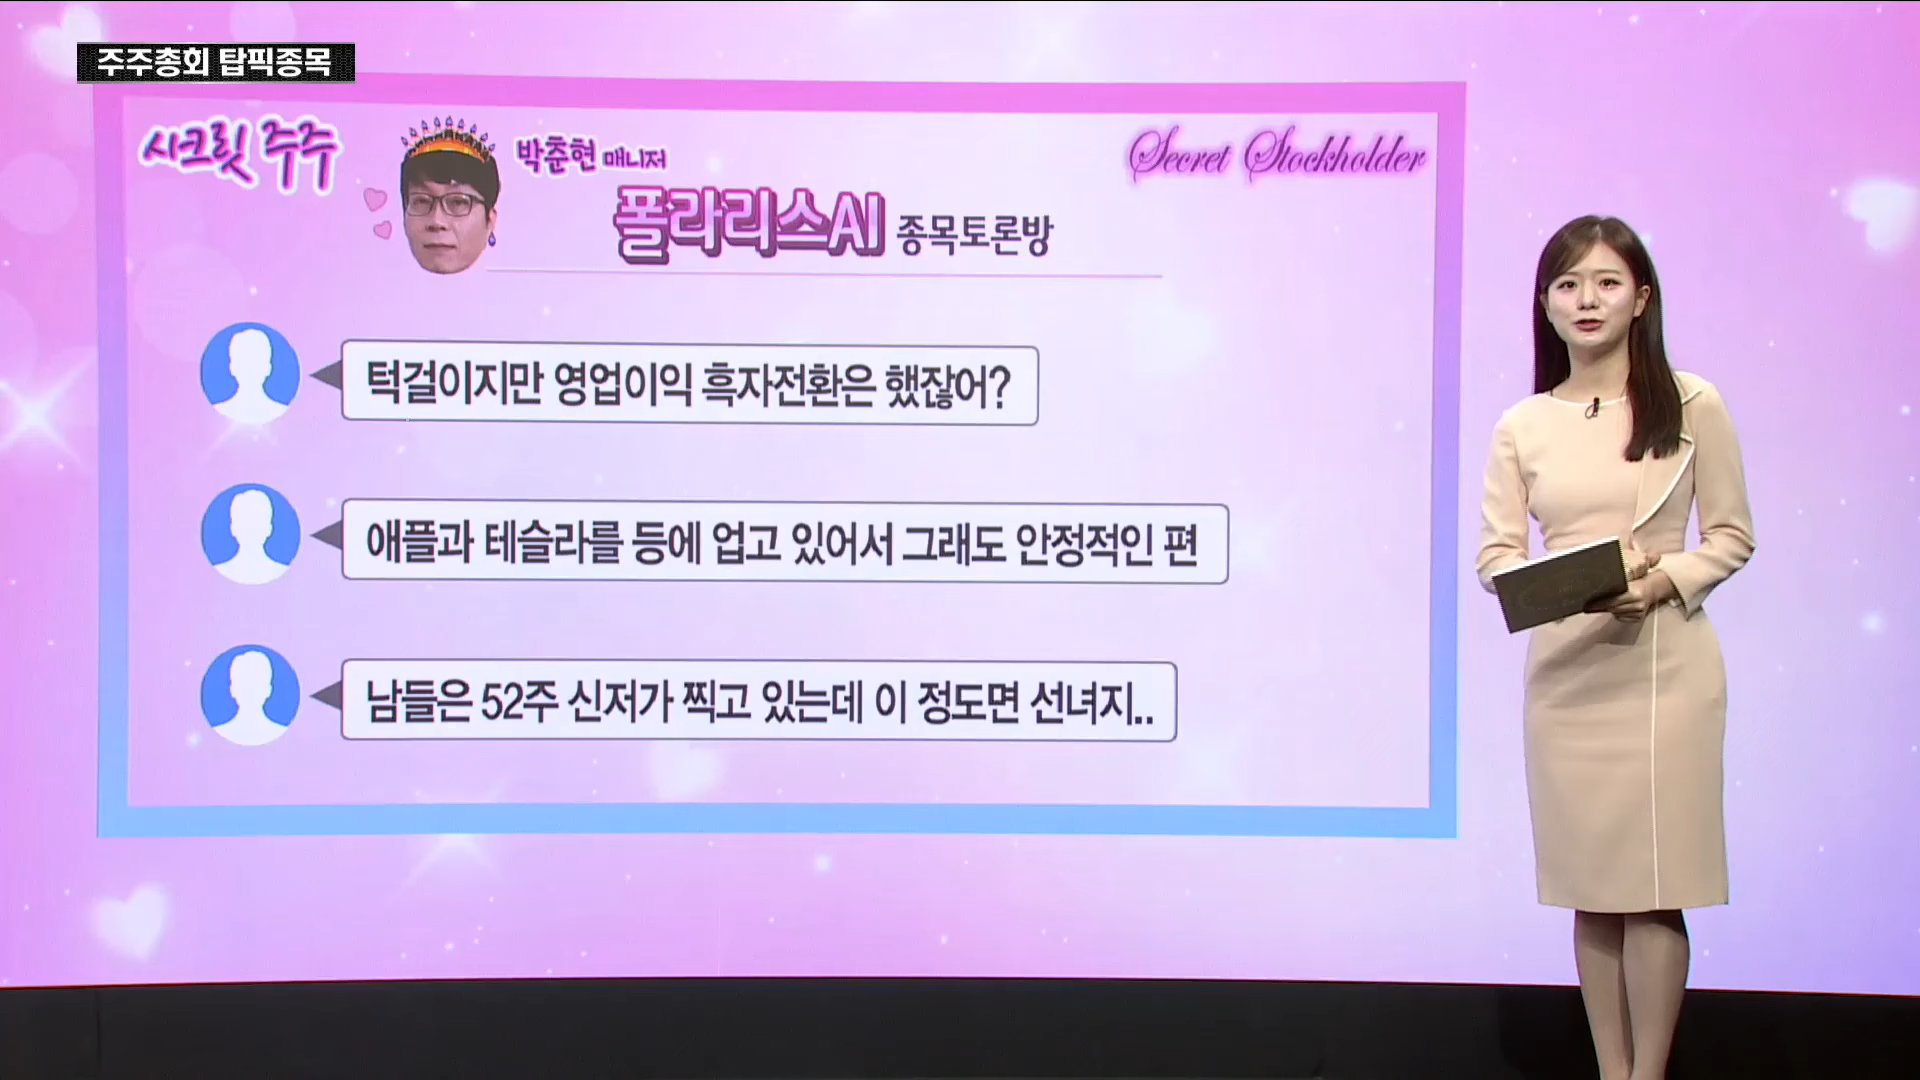 주주총회 탑픽종목
시크릿 주주
박춘현 매니저
Secret Stockholder
폴라리스AI 종목토론방
턱걸이지만 영업이익 흑자전환은 했잖어?
애플과 테슬라를 등에 업고 있어서 그래도 안정적인 편
남들은 52주 신저가 찍고 있는데 이 정도면 선녀지..